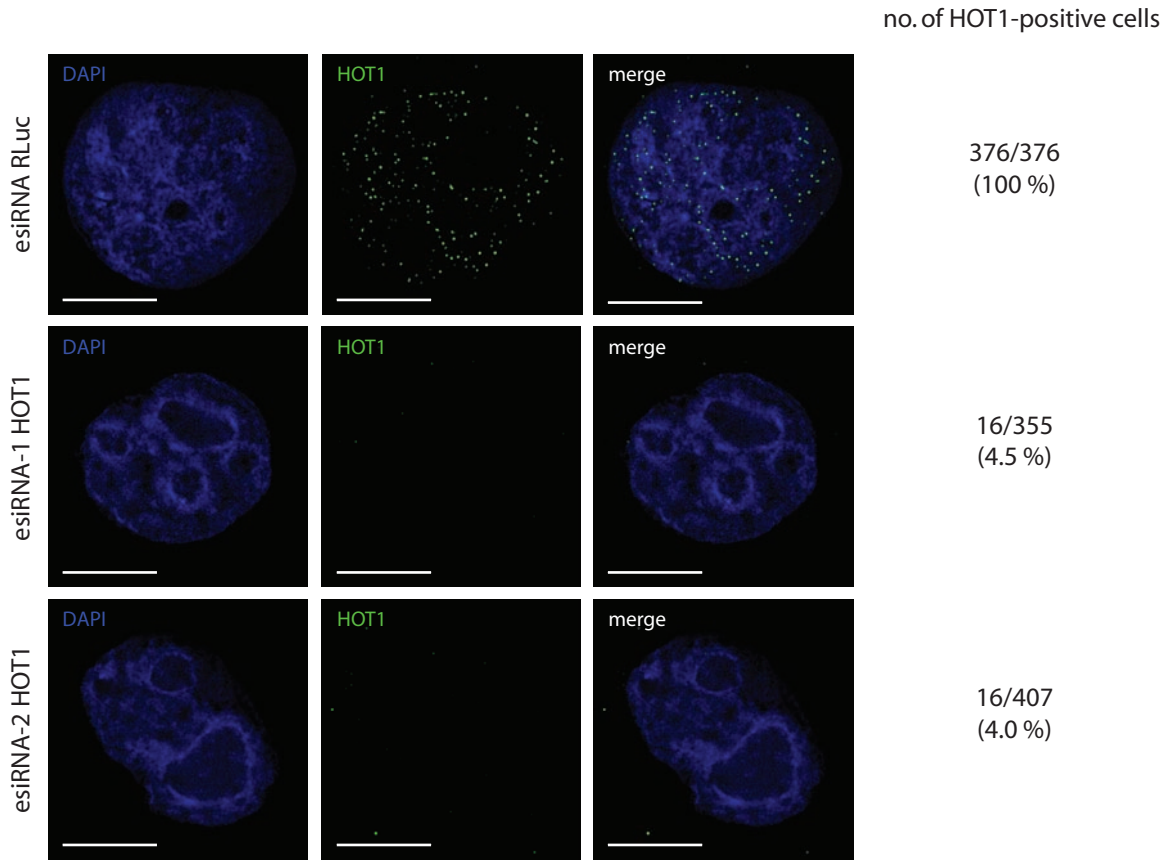 no. of HOT1-positive cells
esiRNA RLuc
DAPI
HOT1
merge
376/376
(100 %)
esiRNA-1 HOT1
DAPI
HOT1
merge
16/355
(4.5 %)
esiRNA-2 HOT1
DAPI
HOT1
merge
16/407
(4.0 %)